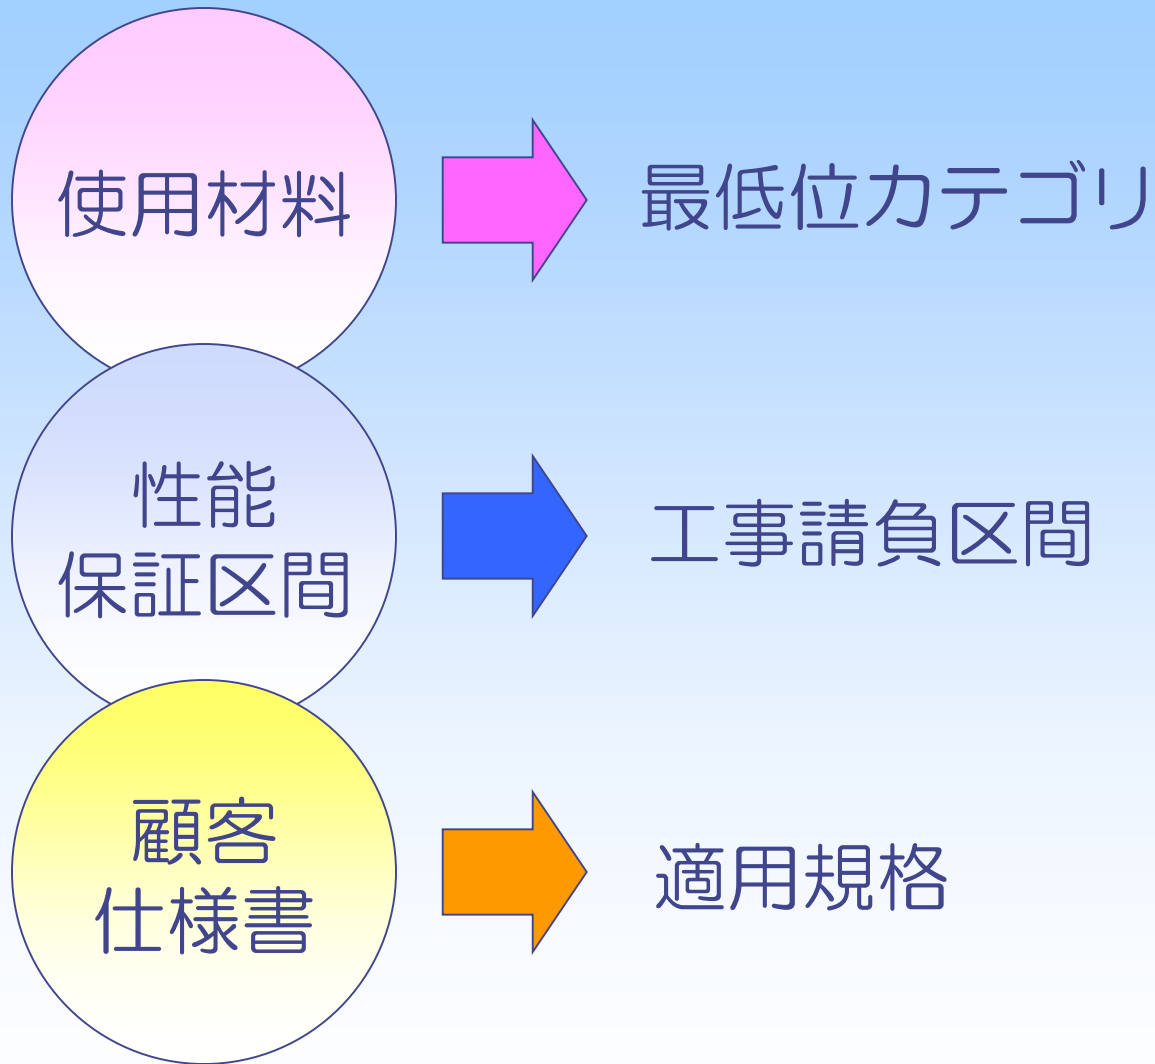 使用材料
最低位カテゴリ
性能
保証区間
工事請負区間
顧客
仕様書
適用規格